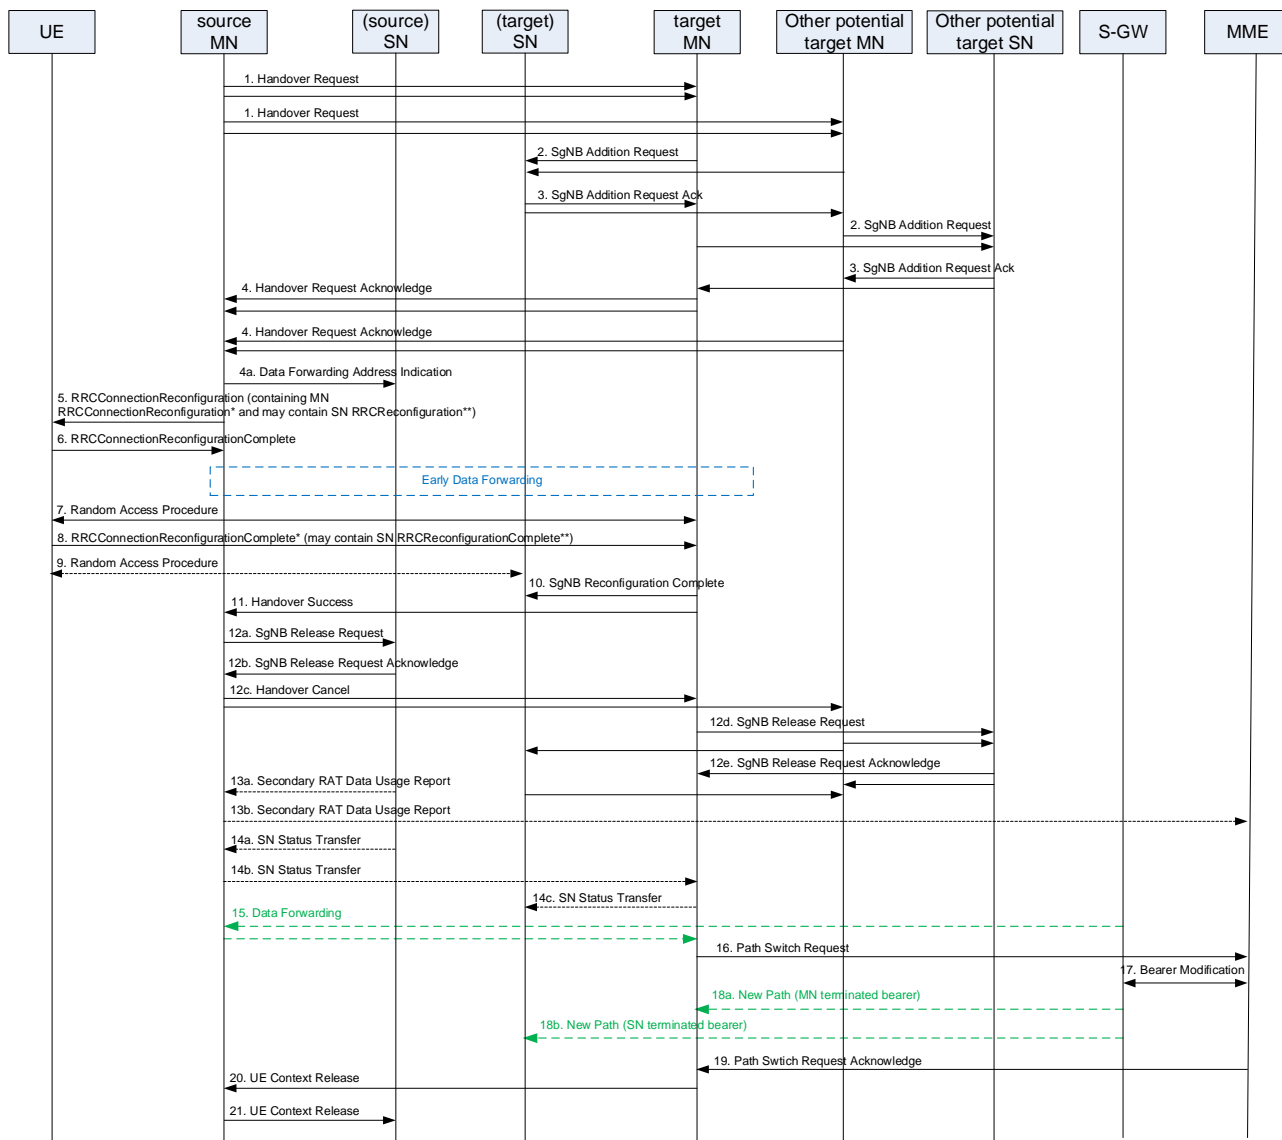 UE
source
MN
(source)
SN
(target)
SN
target
MN
Other potential
target MN
Other potential
target SN
S-GW
MME
1. Handover Request
1. Handover Request
2. SgNB Addition Request
3. SgNB Addition Request Ack
2. SgNB Addition Request
3. SgNB Addition Request Ack
4. Handover Request Acknowledge
4. Handover Request Acknowledge
4a. Data Forwarding Address Indication
5. RRCConnectionReconfiguration (containing MN
RRCConnectionReconfiguration* and may contain SN RRCReconfiguration**)
6. RRCConnectionReconfigurationComplete
Early Data Forwarding
7. Random Access Procedure
8. RRCConnectionReconfigurationComplete* (may contain SN RRCReconfigurationComplete**)
9. Random Access Procedure
10. SgNB Reconfiguration Complete
11. Handover Success
12a. SgNB Release Request
12b. SgNB Release Request Acknowledge
12c. Handover Cancel
12d. SgNB Release Request
12e. SgNB Release Request Acknowledge
13a. Secondary RAT Data Usage Report
13b. Secondary RAT Data Usage Report
14a. SN Status Transfer
14b. SN Status Transfer
14c. SN Status Transfer
15. Data Forwarding
16. Path Switch Request
17. Bearer Modification
18a. New Path (MN terminated bearer)
18b. New Path (SN terminated bearer)
19. Path Swtich Request Acknowledge
20. UE Context Release
21. UE Context Release